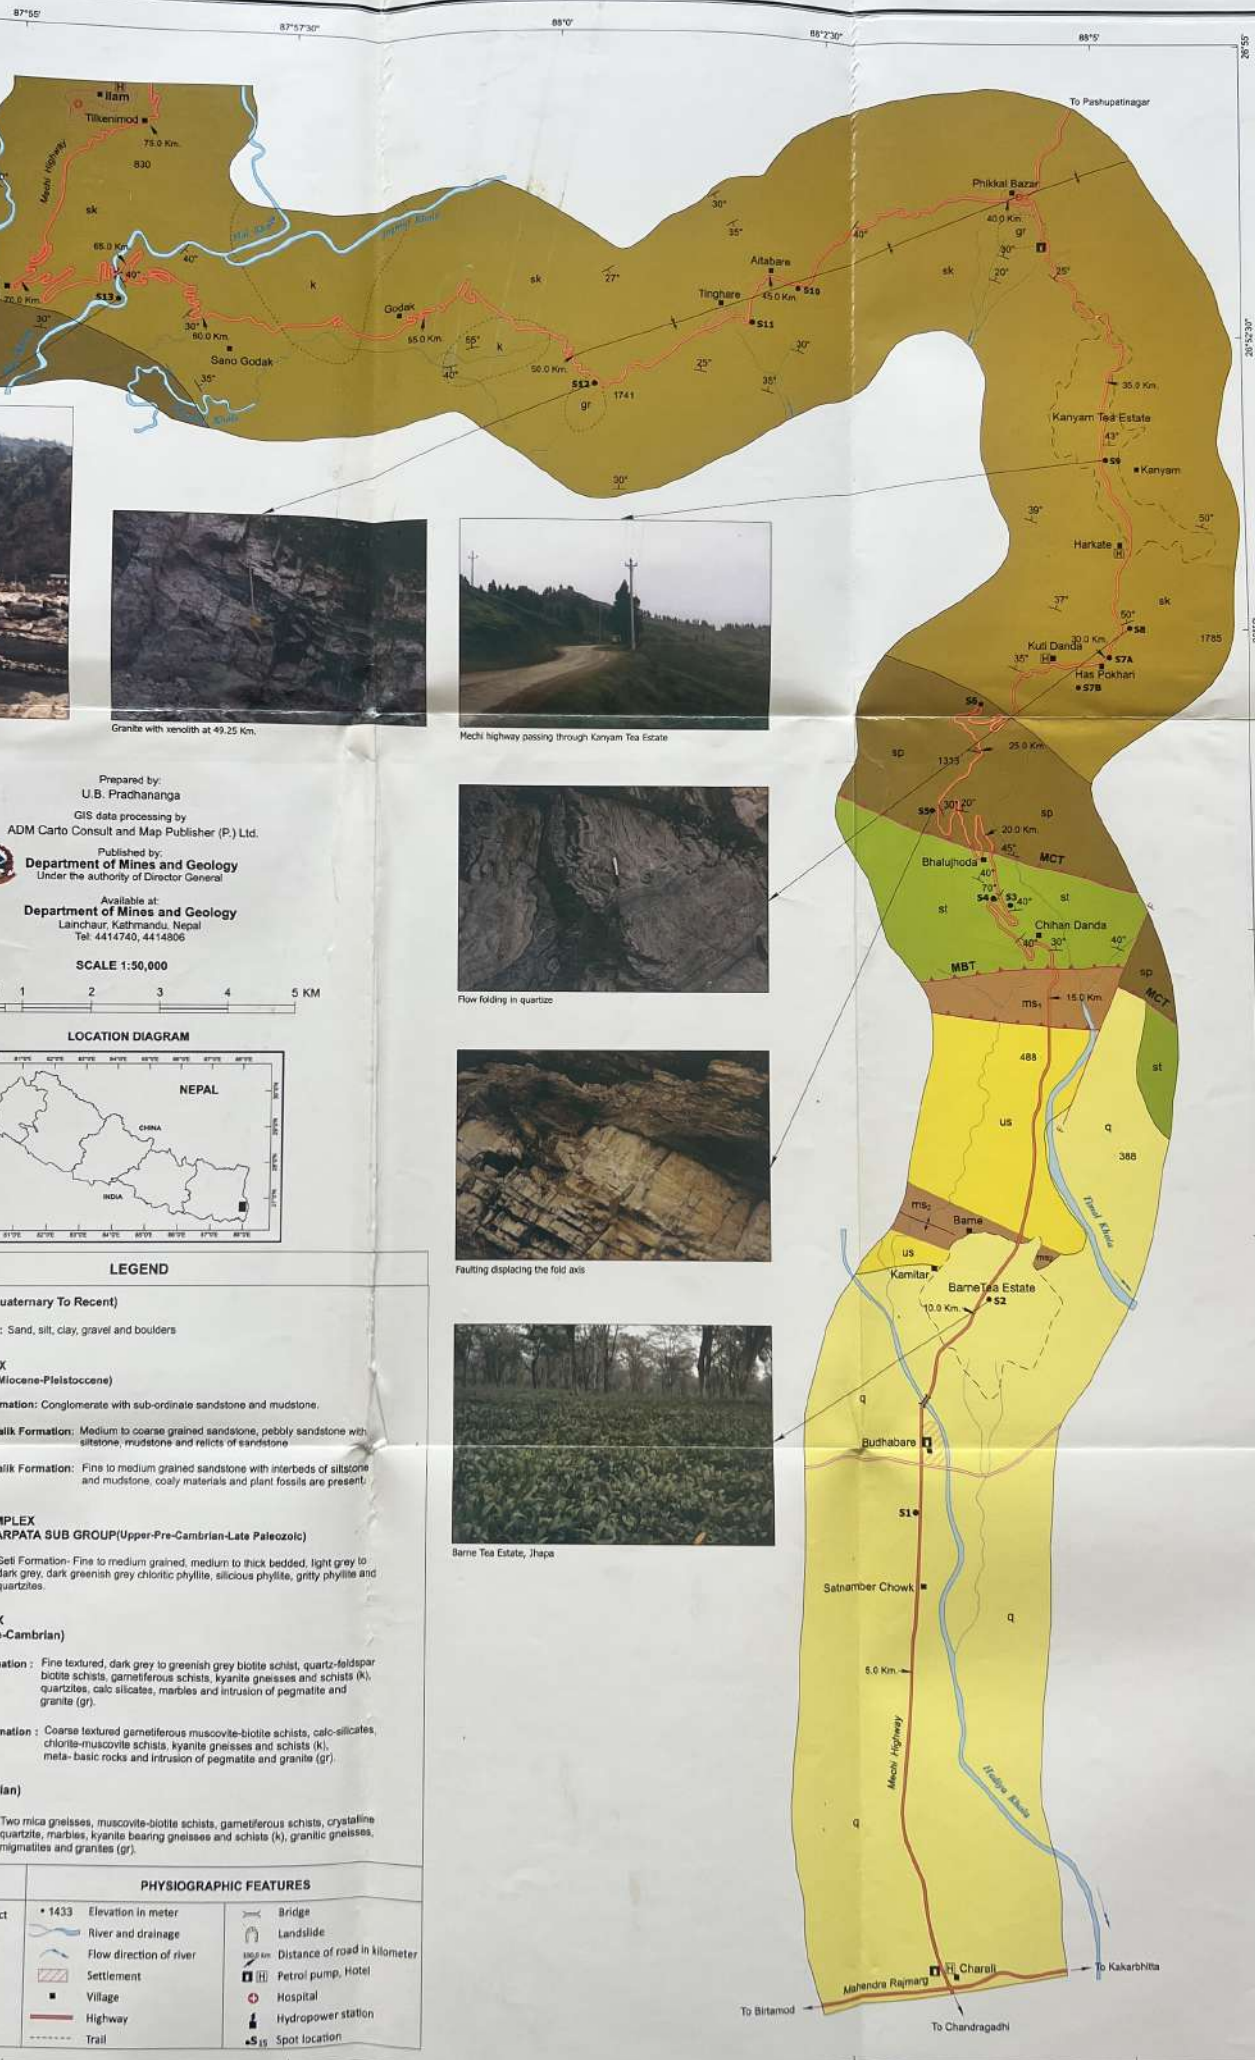 87°55'
87°57'30"
88°0'
88°2'30"
88°5'
26°55'
To Pashupatinagar
H
Ilam
Tilkenimod
75.0 Km.
830
Mechi Highway
sk
65.0 Km.
40°
40°
S13
70.0 Km.
30°
30°
60.0 Km.
Sano Godak
35°
k
Godak
55.0 Km.
55°
40°
k
sk
27°
50.0 Km.
S12
1741
gr
30°
30°
35°
Aitabare
Tinghare
45.0 Km.
S10
S11
25°
30°
35°
40°
Phikkal Bazar
40.0 Km.
gr
30°
20°
25°
sk
26°52'30"
35.0 Km.
Kanyam Tea Estate
43°
S9
Kanyam
39°
50°
Harkate
H
37°
sk
50°
S8
1785
30.0 Km.
Kuti Danda
35°
H
S7A
Has Pokhari
S7B
S6
sp
25.0 Km.
1333
S5
30°
20°
sp
20.0 Km.
45°
MCT
Bhalujhoda
40°
70°
S4
S3
40°
st
st
Chihan Danda
40°
30°
40°
MBT
sp
MCT
ms₁
15.0 Km.
488
st
us
q
F
388
Timai Khola
ms₂
Barne
us
ms₂
Kamitar
Barne Tea Estate
S2
10.0 Km.
q
Budhabare
S1
Satnamber Chowk
q
5.0 Km.
Mechi Highway
Hadiya Khola
q
H
Charali
Mahendra Rajmarg
To Kakarbhitta
To Birtamod
To Chandragadhi
Granite with xenolith at 49.25 Km.
Mechi highway passing through Kanyam Tea Estate
Flow folding in quartize
Faulting displacing the fold axis
Barne Tea Estate, Jhapa
Prepared by:
U.B. Pradhananga
GIS data processing by
ADM Carto Consult and Map Publisher (P.) Ltd.
Published by:
Department of Mines and Geology
Under the authority of Director General
Available at:
Department of Mines and Geology
Lainchaur, Kathmandu, Nepal
Tel: 4414740, 4414806
SCALE 1:50,000
1 2 3 4 5 KM
LOCATION DIAGRAM
NEPAL
CHINA
INDIA
LEGEND
uaternary To Recent)
: Sand, silt, clay, gravel and boulders
X
Miocene-Pleistoccene)
mation: Conglomerate with sub-ordinate sandstone and mudstone.
alik Formation: Medium to coarse grained sandstone, pebbly sandstone with
siltstone, mudstone and relicts of sandstone
alik Formation: Fine to medium grained sandstone with interbeds of siltstone
and mudstone, coaly materials and plant fossils are present.
MPLEX
ARPATA SUB GROUP(Upper-Pre-Cambrian-Late Paleozoic)
Seti Formation- Fine to medium grained, medium to thick bedded, light grey to
dark grey, dark greenish grey chloritic phyllite, silicious phyllite, gritty phyllite and
quartzites.
X
-Cambrian)
ation : Fine textured, dark grey to greenish grey biotite schist, quartz-foldspar
biotite schists, garnetiferous schists, kyanite gneisses and schists (k),
quartzites, calc silicates, marbles and intrusion of pegmatite and
granite (gr).
mation : Coarse textured garnetiferous muscovite-biotite schists, calc-silicates,
chlorite-muscovite schists, kyanite gneisses and schists (k),
meta- basic rocks and intrusion of pegmatite and granite (gr).
ian)
Two mica gneisses, muscovite-biotite schists, garnetiferous schists, crystalline
quartzite, marbles, kyanite bearing gneisses and schists (k), granitic gneisses,
migmatites and granites (gr).
PHYSIOGRAPHIC FEATURES
ct
• 1433 Elevation in meter
River and drainage
Flow direction of river
Settlement
Village
Highway
Trail
Bridge
Landslide
Distance of road in kilometer
H Petrol pump, Hotel
Hospital
Hydropower station
S₁₅ Spot location